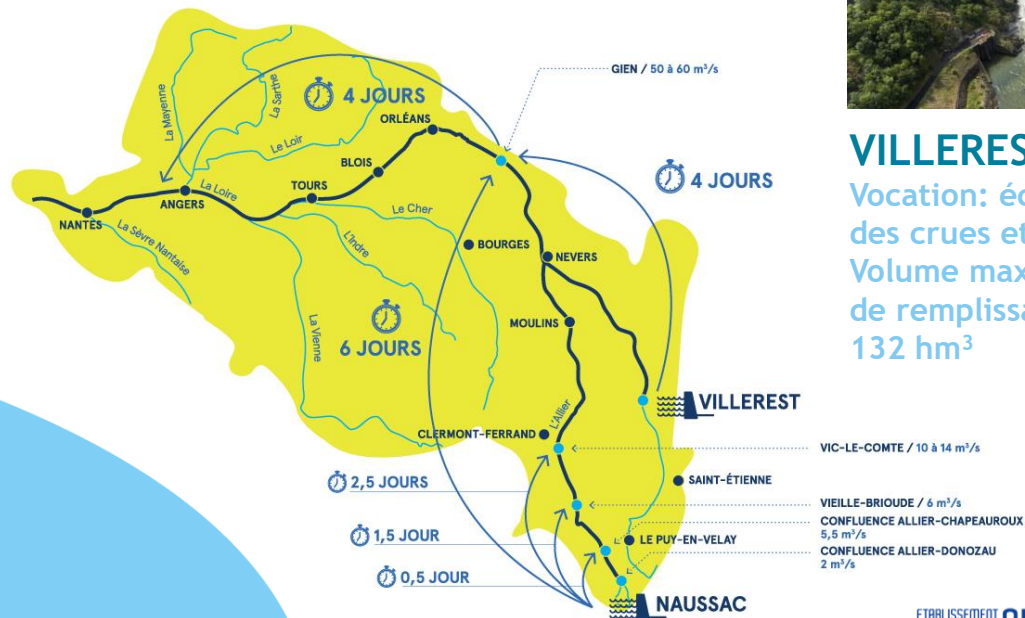 GIEN / 50 à 60 m³/s
4 JOURS
La Mayenne
La Sarthe
Le Loir
ORLÉANS
BLOIS
TOURS
La Loire
ANGERS
NANTES
La Sèvre Nantaise
Le Cher
L'Indre
La Vienne
BOURGES
NEVERS
4 JOURS
6 JOURS
MOULINS
L'Allier
VILLEREST
CLERMONT-FERRAND
VIC-LE-COMTE / 10 à 14 m³/s
SAINT-ÉTIENNE
2,5 JOURS
VIEILLE-BRIOUDE / 6 m³/s
CONFLUENCE ALLIER-CHAPEAUROUX
5,5 m³/s
1,5 JOUR
LE PUY-EN-VELAY
CONFLUENCE ALLIER-DONOZAU
2 m³/s
0,5 JOUR
NAUSSAC
VILLERES
Vocation:
des crues et
Volume max
de remplissa
132 hm³
ETABLISSEMENT